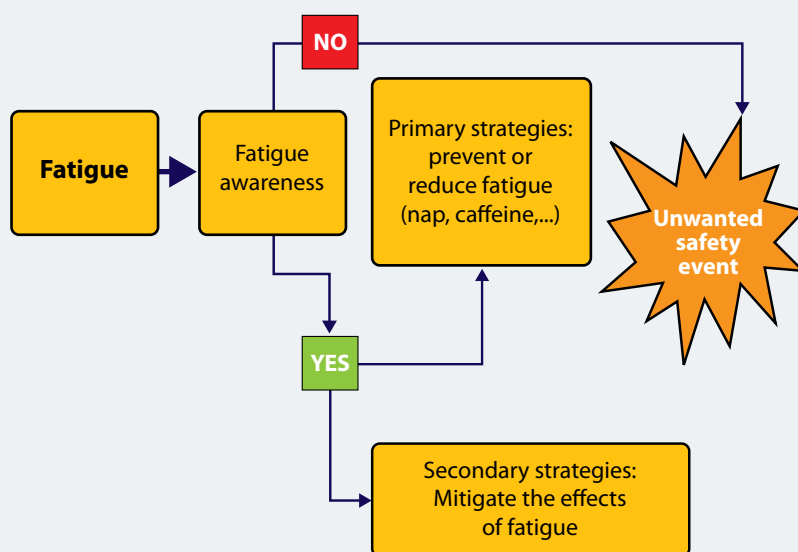 NO
Fatigue
Fatigue
awareness
Primary strategies:
prevent or
reduce fatigue
(nap, caffeine,...)
Unwanted
safety
event
YES
Secondary strategies:
Mitigate the effects
of fatigue